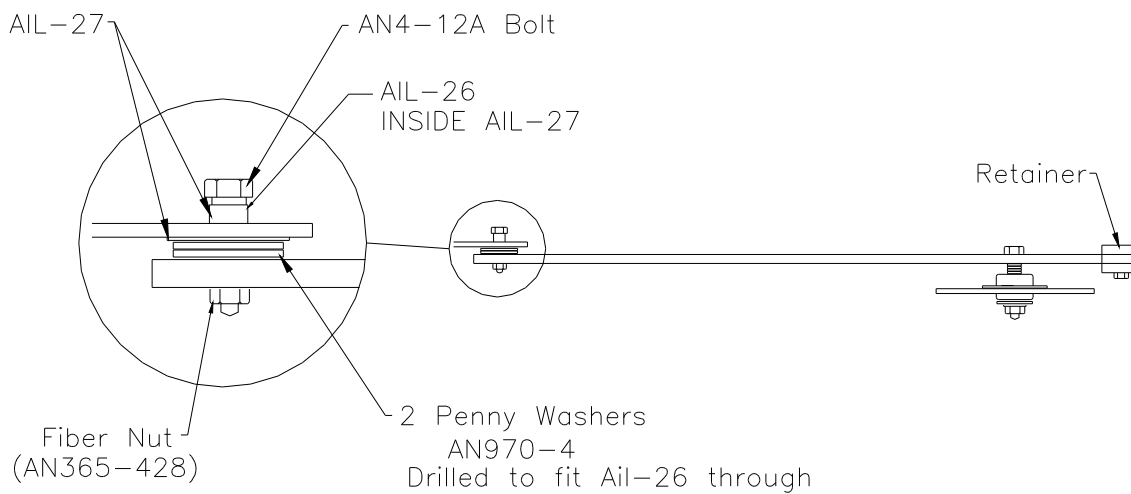 AIL-27
AN4-12A Bolt
AIL-26
INSIDE AIL-27
Retainer
2 Penny Washers
AN970-4
Drilled to fit Ail-26 through
Fiber Nut
(AN365-428)